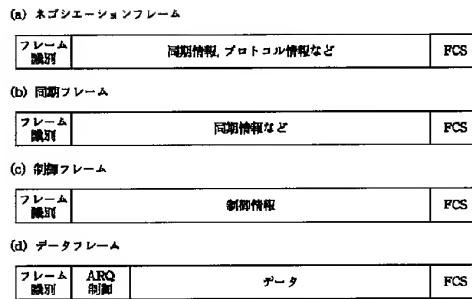 (a) ネゴシエーションフレーム
フレーム
識別
同期情報, プロトコル情報など
FCS
(b) 同期フレーム
フレーム
識別
同期情報など
FCS
(c) 制御フレーム
フレーム
識別
制御情報
FCS
(d) データフレーム
フレーム
識別
ARQ
制御
データ
FCS